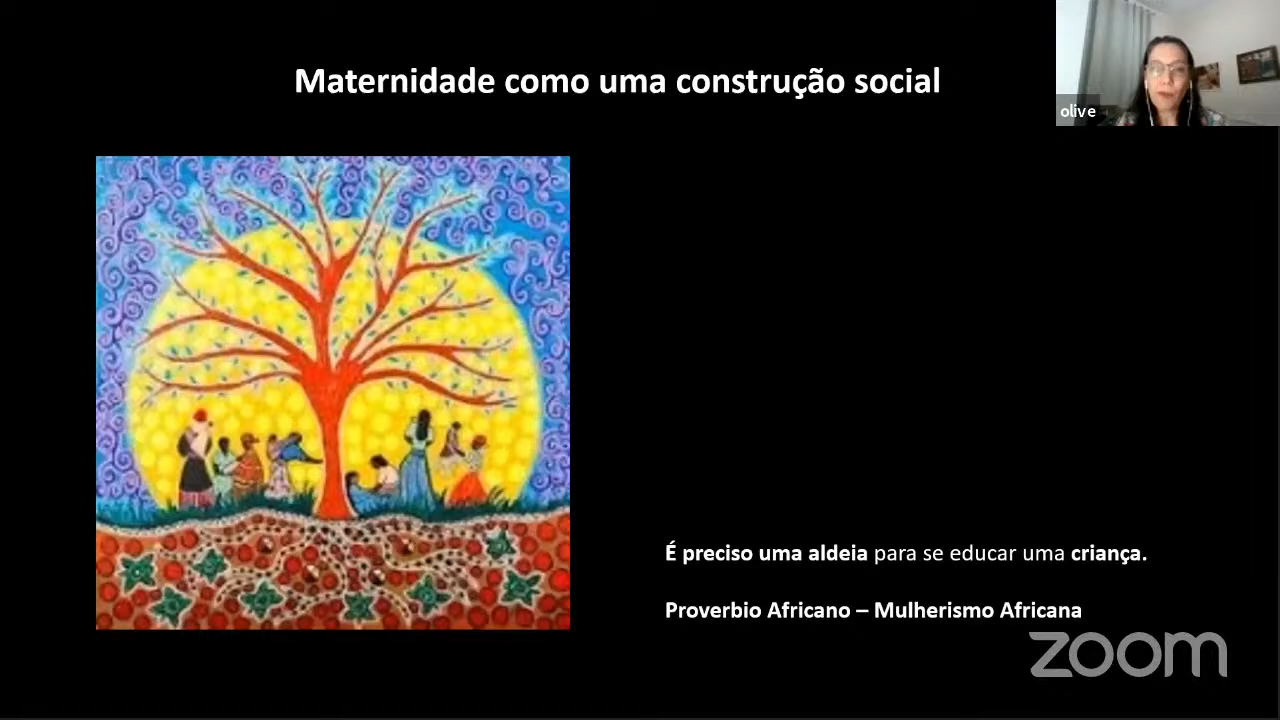 Maternidade como uma construção social
olive
É preciso uma aldeia para se educar uma criança.
Proverbio Africano – Mulherismo Africana
zoom